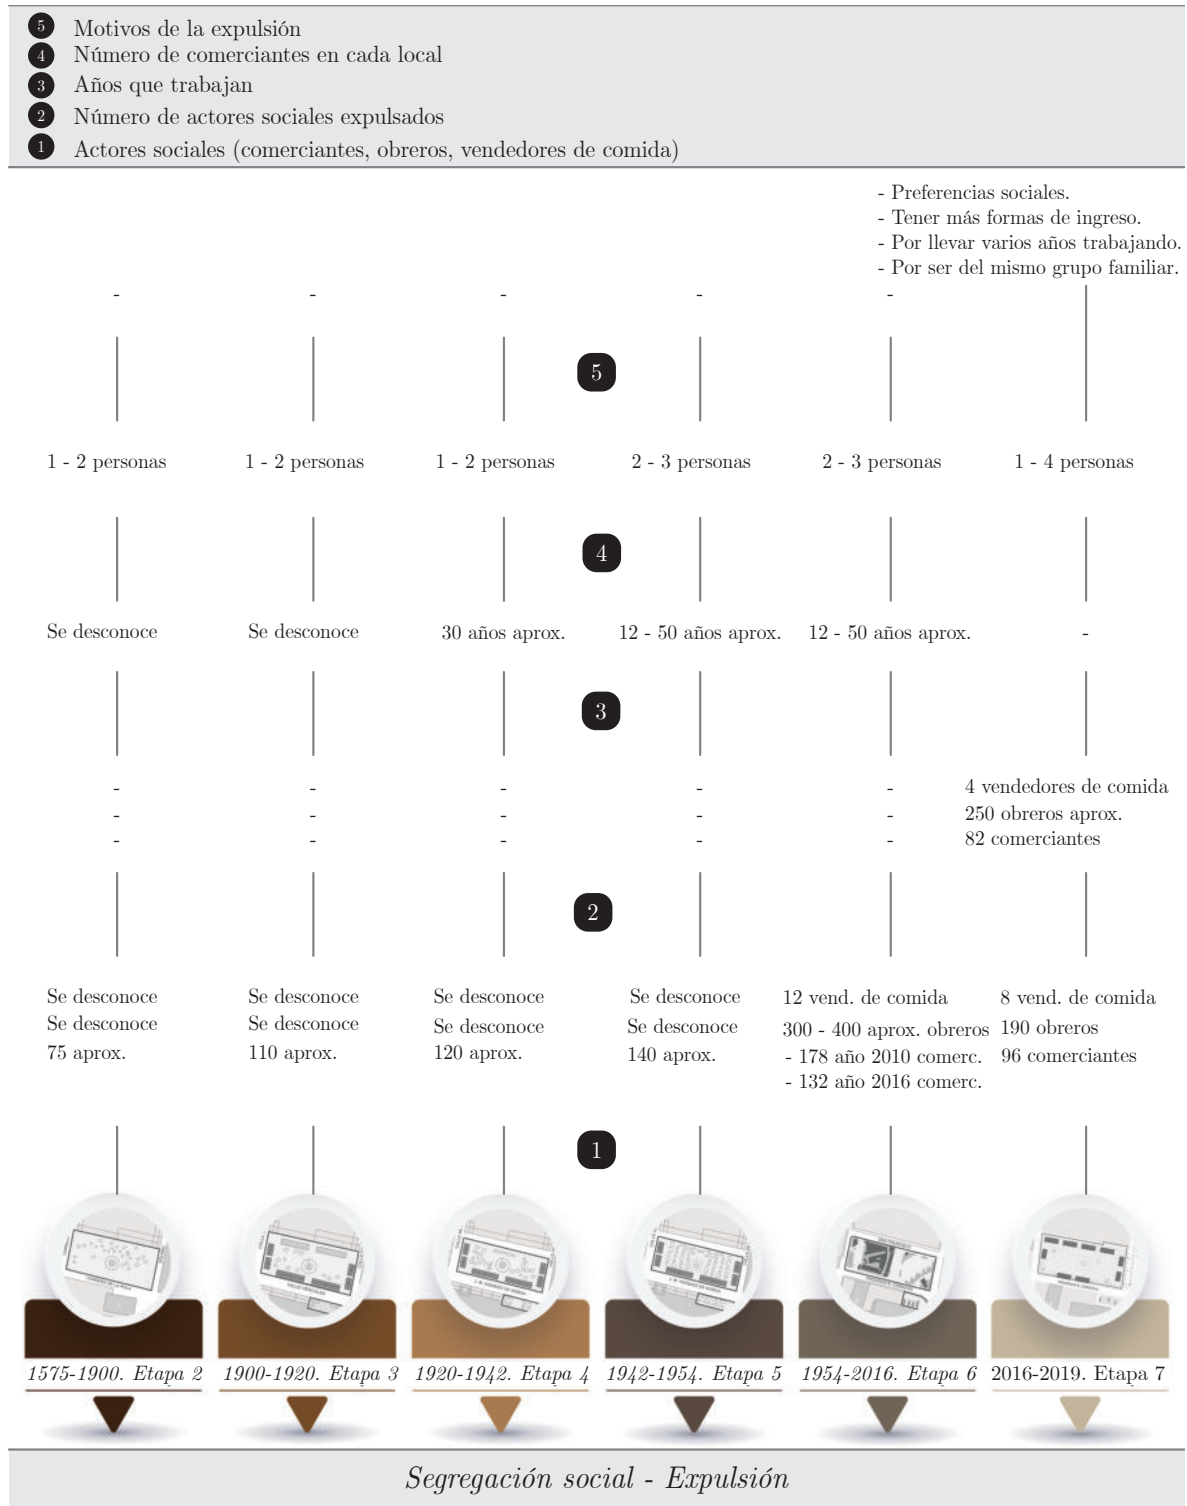 5 Motivos de la expulsión
4 Número de comerciantes en cada local
3 Años que trabajan
2 Número de actores sociales expulsados
1 Actores sociales (comerciantes, obreros, vendedores de comida)
- Preferencias sociales.
- Tener más formas de ingreso.
- Por llevar varios años trabajando.
- Por ser del mismo grupo familiar.
- - - - -
5
1 - 2 personas 1 - 2 personas 1 - 2 personas 2 - 3 personas 2 - 3 personas 1 - 4 personas
4
Se desconoce Se desconoce 30 años aprox. 12 - 50 años aprox. 12 - 50 años aprox. -
3
- - - - - 4 vendedores de comida
- - - - - 250 obreros aprox.
- - - - - 82 comerciantes
2
Se desconoce Se desconoce Se desconoce Se desconoce 12 vend. de comida 8 vend. de comida
Se desconoce Se desconoce Se desconoce Se desconoce 300 - 400 aprox. obreros 190 obreros
75 aprox. 110 aprox. 120 aprox. 140 aprox. - 178 año 2010 comerc. 96 comerciantes
- 132 año 2016 comerc.
1
1575-1900. Etapa 2 1900-1920. Etapa 3 1920-1942. Etapa 4 1942-1954. Etapa 5 1954-2016. Etapa 6 2016-2019. Etapa 7
Segregación social - Expulsión